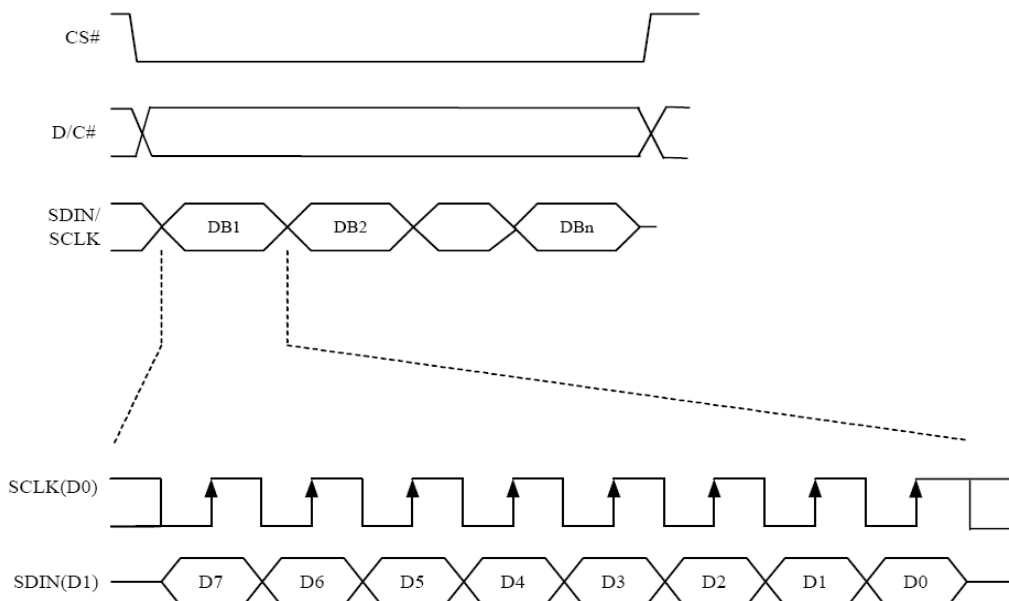 CS#
D/C#
SDIN/
SCLK
DB1 DB2 DBn
SCLK(D0)
SDIN(D1) D7 D6 D5 D4 D3 D2 D1 D0